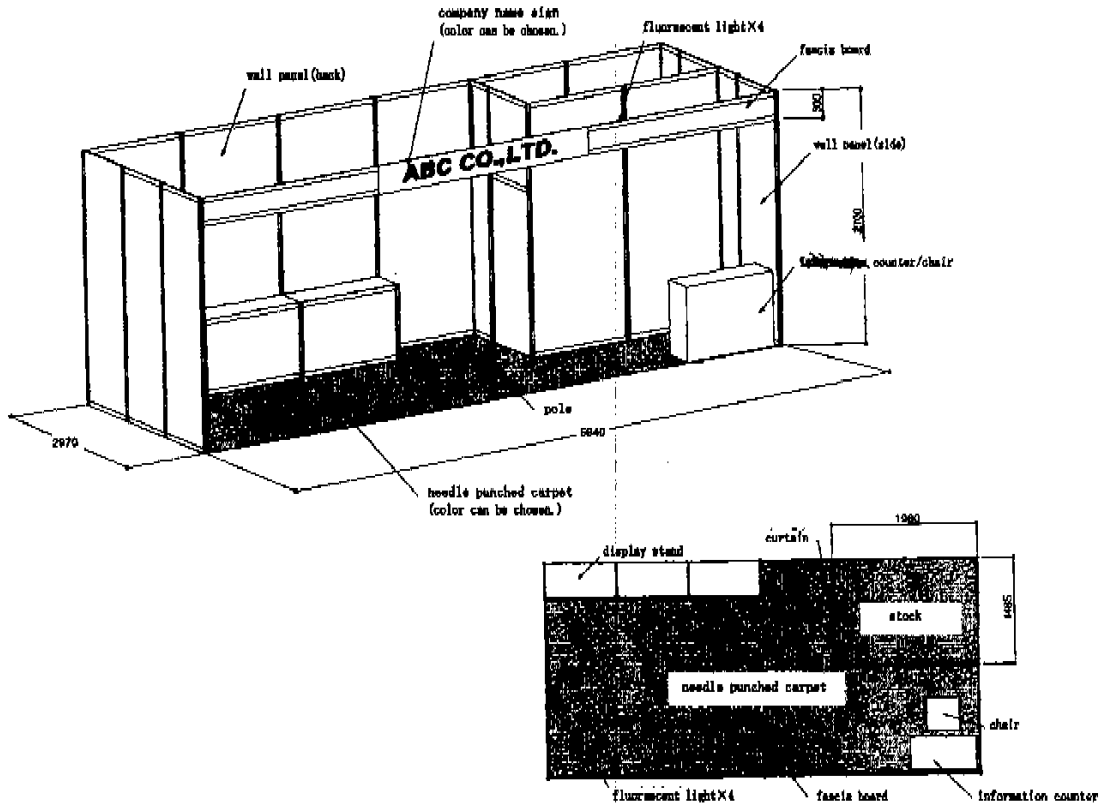 company name sign
(color can be chosen.)
fluorescent light×4
fascia board
wall panel(back)
300
ABC CO.,LTD.
wall panel(side)
2700
counter/chair
pole
2970
5940
needle punched carpet
(color can be chosen.)
1980
curtain
display stand
1485
stock
needle punched carpet
chair
fluorescent light×4
fascia board
information counter